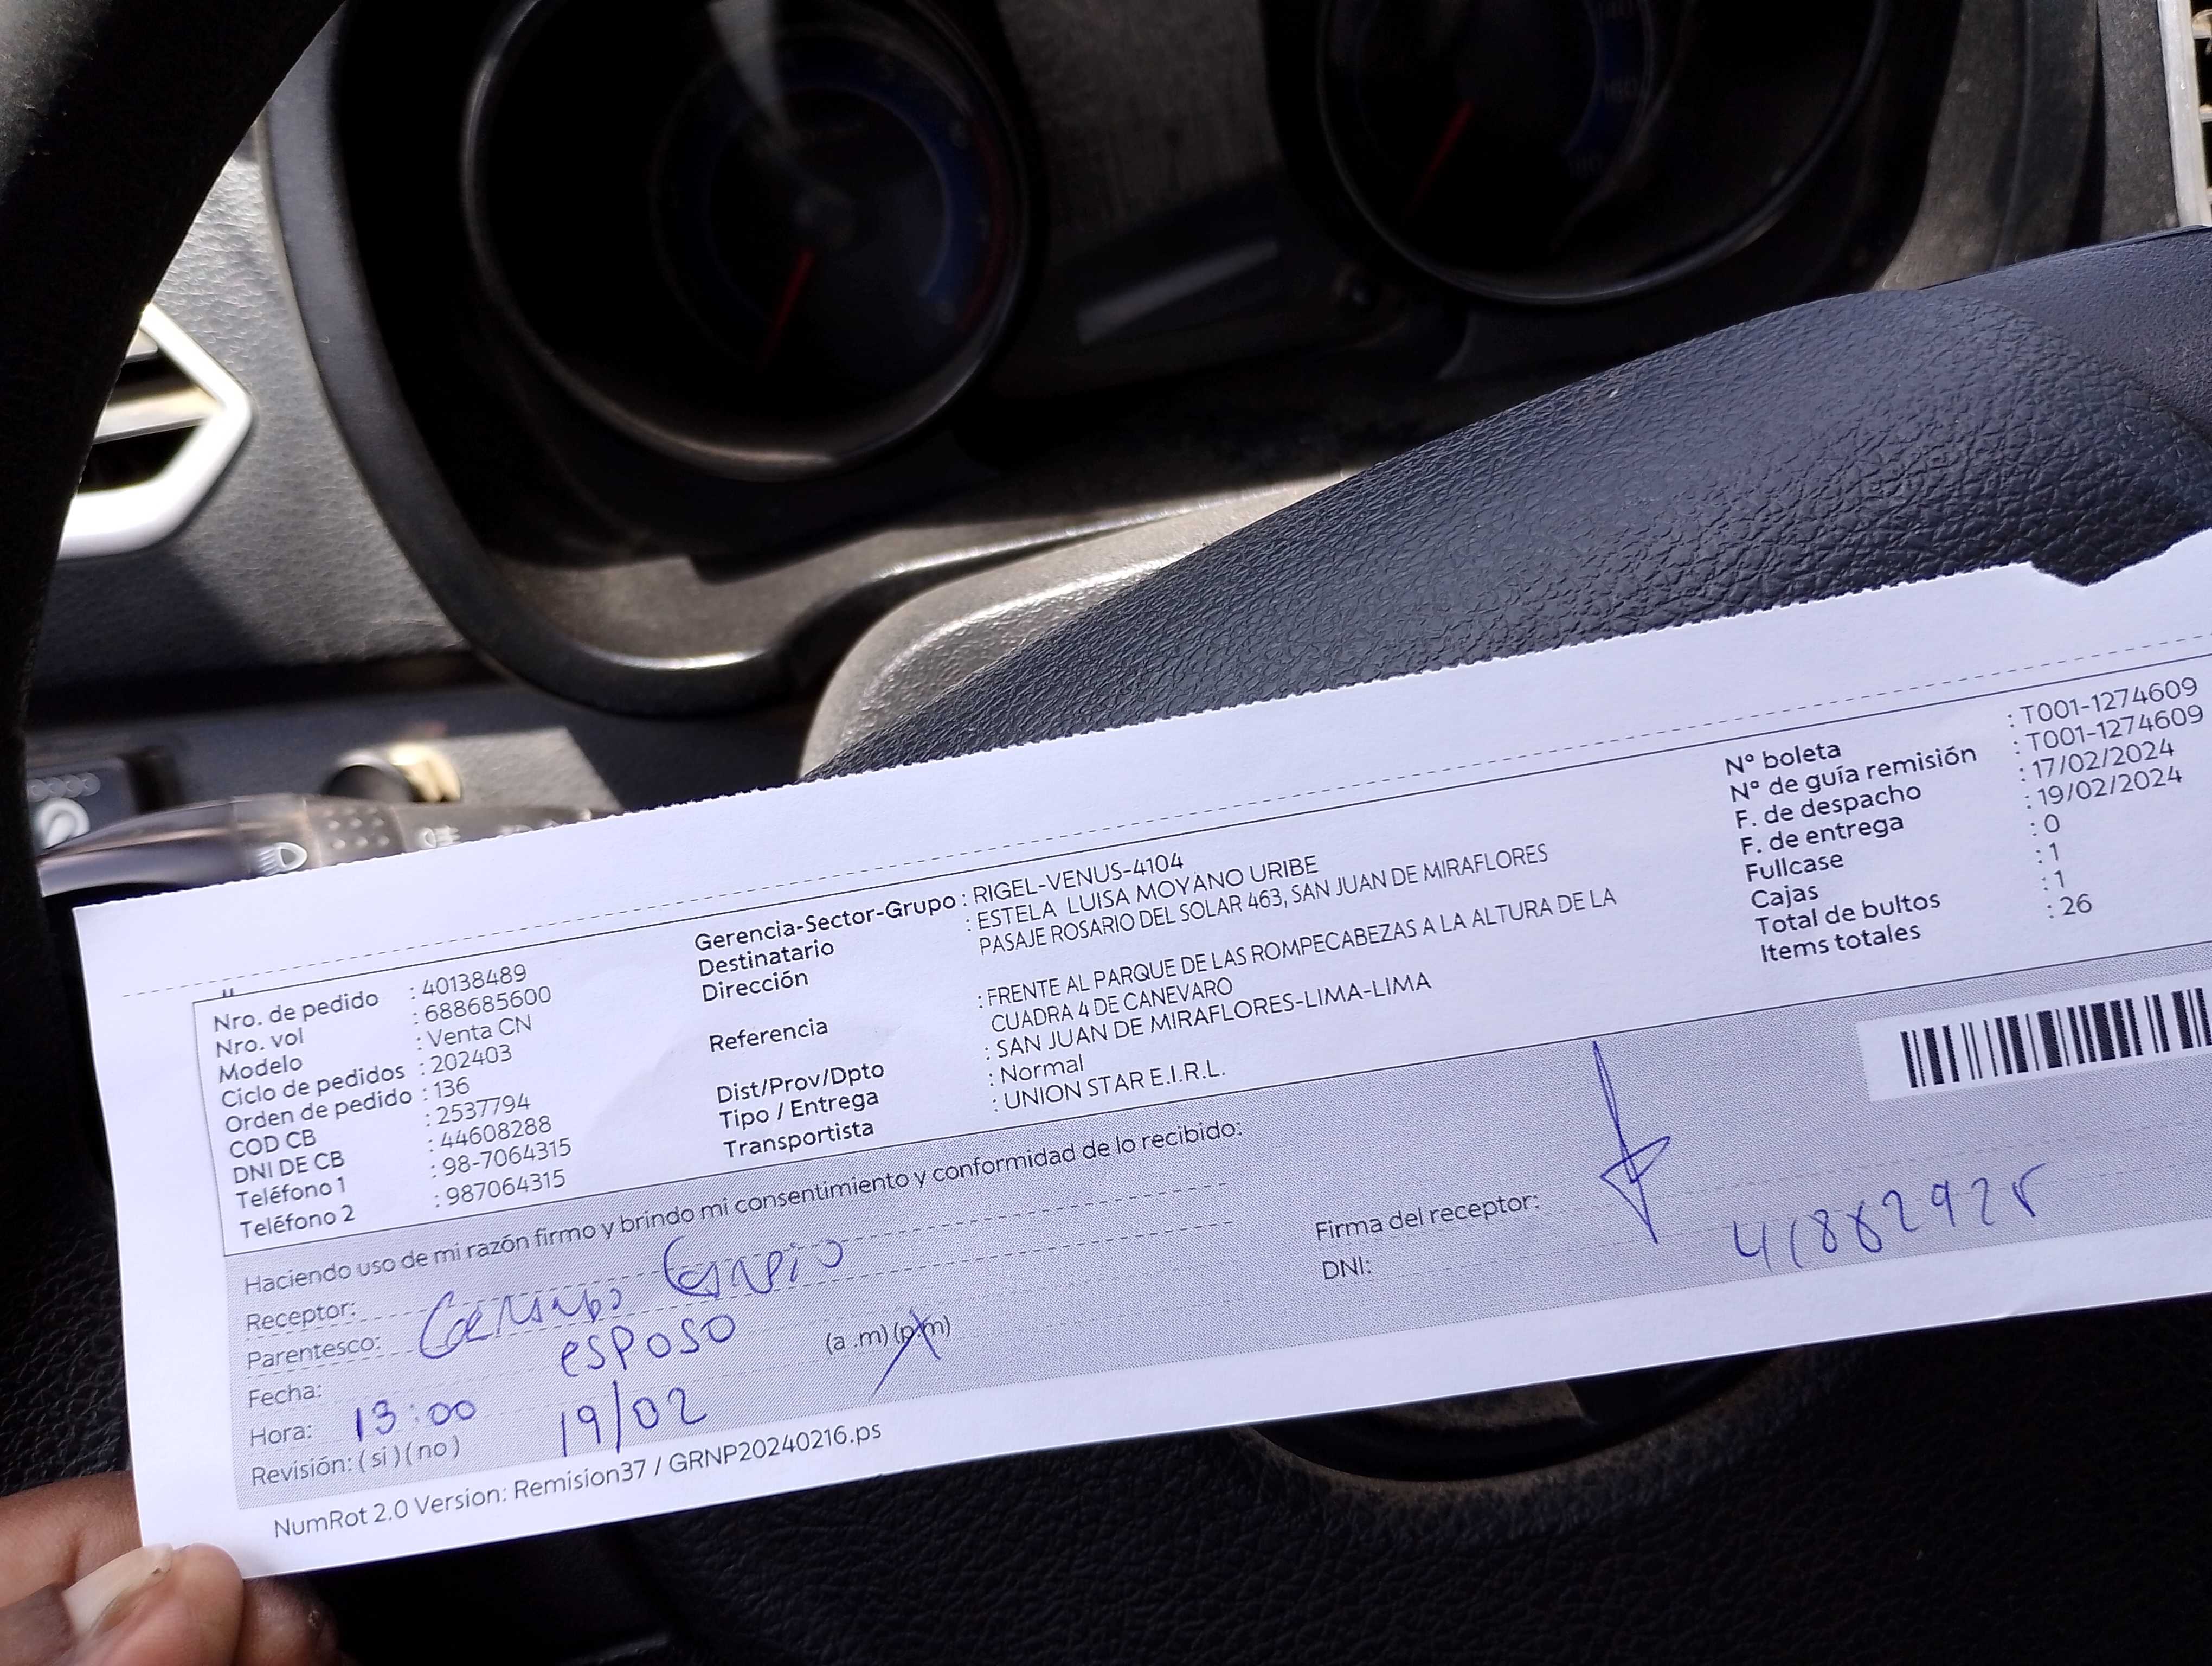 Nro. de pedido : 40138489
Nro. vol : 688685600
Modelo : Venta CN
Ciclo de pedidos : 202403
Orden de pedido : 136
COD CB : 2537794
DNI DE CB : 44608288
Teléfono 1 : 98-7064315
Teléfono 2 : 987064315
Gerencia-Sector-Grupo : RIGEL-VENUS-4104
Destinatario : ESTELA LUISA MOYANO URIBE
Dirección PASAJE ROSARIO DEL SOLAR 463, SAN JUAN DE MIRAFLORES
Referencia : FRENTE AL PARQUE DE LAS ROMPECABEZAS A LA ALTURA DE LA
CUADRA 4 DE CANEVARO
Dist/Prov/Dpto : SAN JUAN DE MIRAFLORES-LIMA-LIMA
Tipo / Entrega : Normal
Transportista : UNION STAR E.I.R.L.
N° boleta : T001-1274609
N° de guía remisión : T001-1274609
F. de despacho : 17/02/2024
F. de entrega : 19/02/2024
Fullcase : 0
Cajas : 1
Total de bultos : 1
Items totales : 26
Haciendo uso de mi razón firmo y brindo mi consentimiento y conformidad de lo recibido:
Receptor:
Parentesco: esposo
Fecha: 19/02
Hora: 13:00 (a .m) (p.m)
Revisión: ( si ) ( no )
Firma del receptor:
DNI:
NumRot 2.0 Version: Remision37 / GRNP20240216.ps